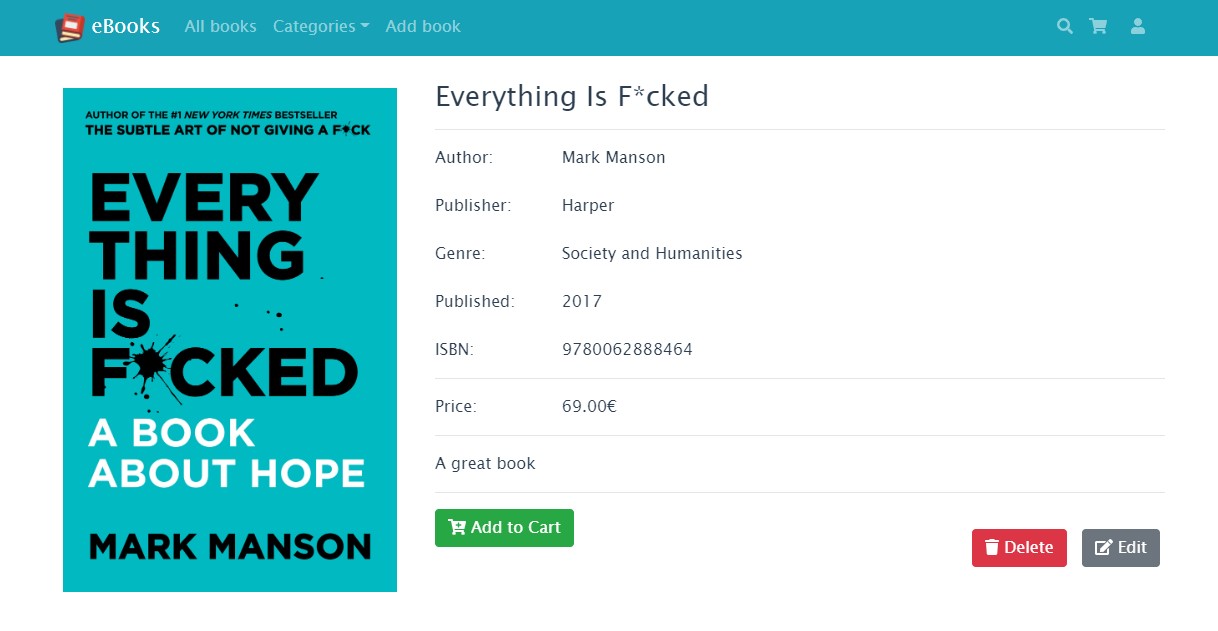 eBooks All books Categories Add book
AUTHOR OF THE #1 NEW YORK TIMES BESTSELLER
THE SUBTLE ART OF NOT GIVING A F*CK
EVERY
THING
IS
F*CKED
A BOOK
ABOUT HOPE
MARK MANSON
Everything Is F*cked
Author: Mark Manson
Publisher: Harper
Genre: Society and Humanities
Published: 2017
ISBN: 9780062888464
Price: 69.00€
A great book
Add to Cart
Delete Edit